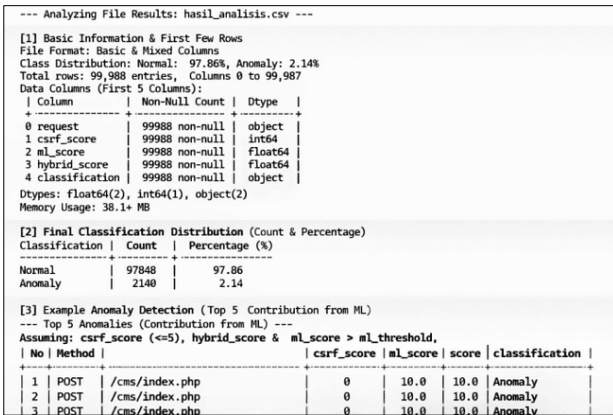 --- Analyzing File Results: hasil_analisis.csv ---
[1] Basic Information & First Few Rows
File Format: Basic & Mixed Columns
Class Distribution: Normal: 97.86%, Anomaly: 2.14%
Total rows: 99,988 entries, Columns 0 to 99,987
Data Columns (First 5 Columns):
| Column | Non-Null Count | Dtype |
0 request | 99988 non-null | object |
1 csrf_score | 99988 non-null | int64 |
2 ml_score | 99988 non-null | float64 |
3 hybrid_score | 99988 non-null | float64 |
4 classification | 99988 non-null | object |
Dtypes: float64(2), int64(1), object(2)
Memory Usage: 38.1+ MB
[2] Final Classification Distribution (Count & Percentage)
Classification | Count | Percentage (%)
Normal | 97848 | 97.86
Anomaly | 2140 | 2.14
[3] Example Anomaly Detection (Top 5 Contribution from ML)
--- Top 5 Anomalies (Contribution from ML) ---
Assuming: csrf_score (<=5), hybrid_score & ml_score > ml_threshold,
| No | Method | | csrf_score | ml_score | score | classification |
| 1 | POST | /cms/index.php | 0 | 10.0 | 10.0 | Anomaly |
| 2 | POST | /cms/index.php | 0 | 10.0 | 10.0 | Anomaly |
| 3 | POST | /cms/index.php | 0 | 10.0 | 10.0 | Anomaly |